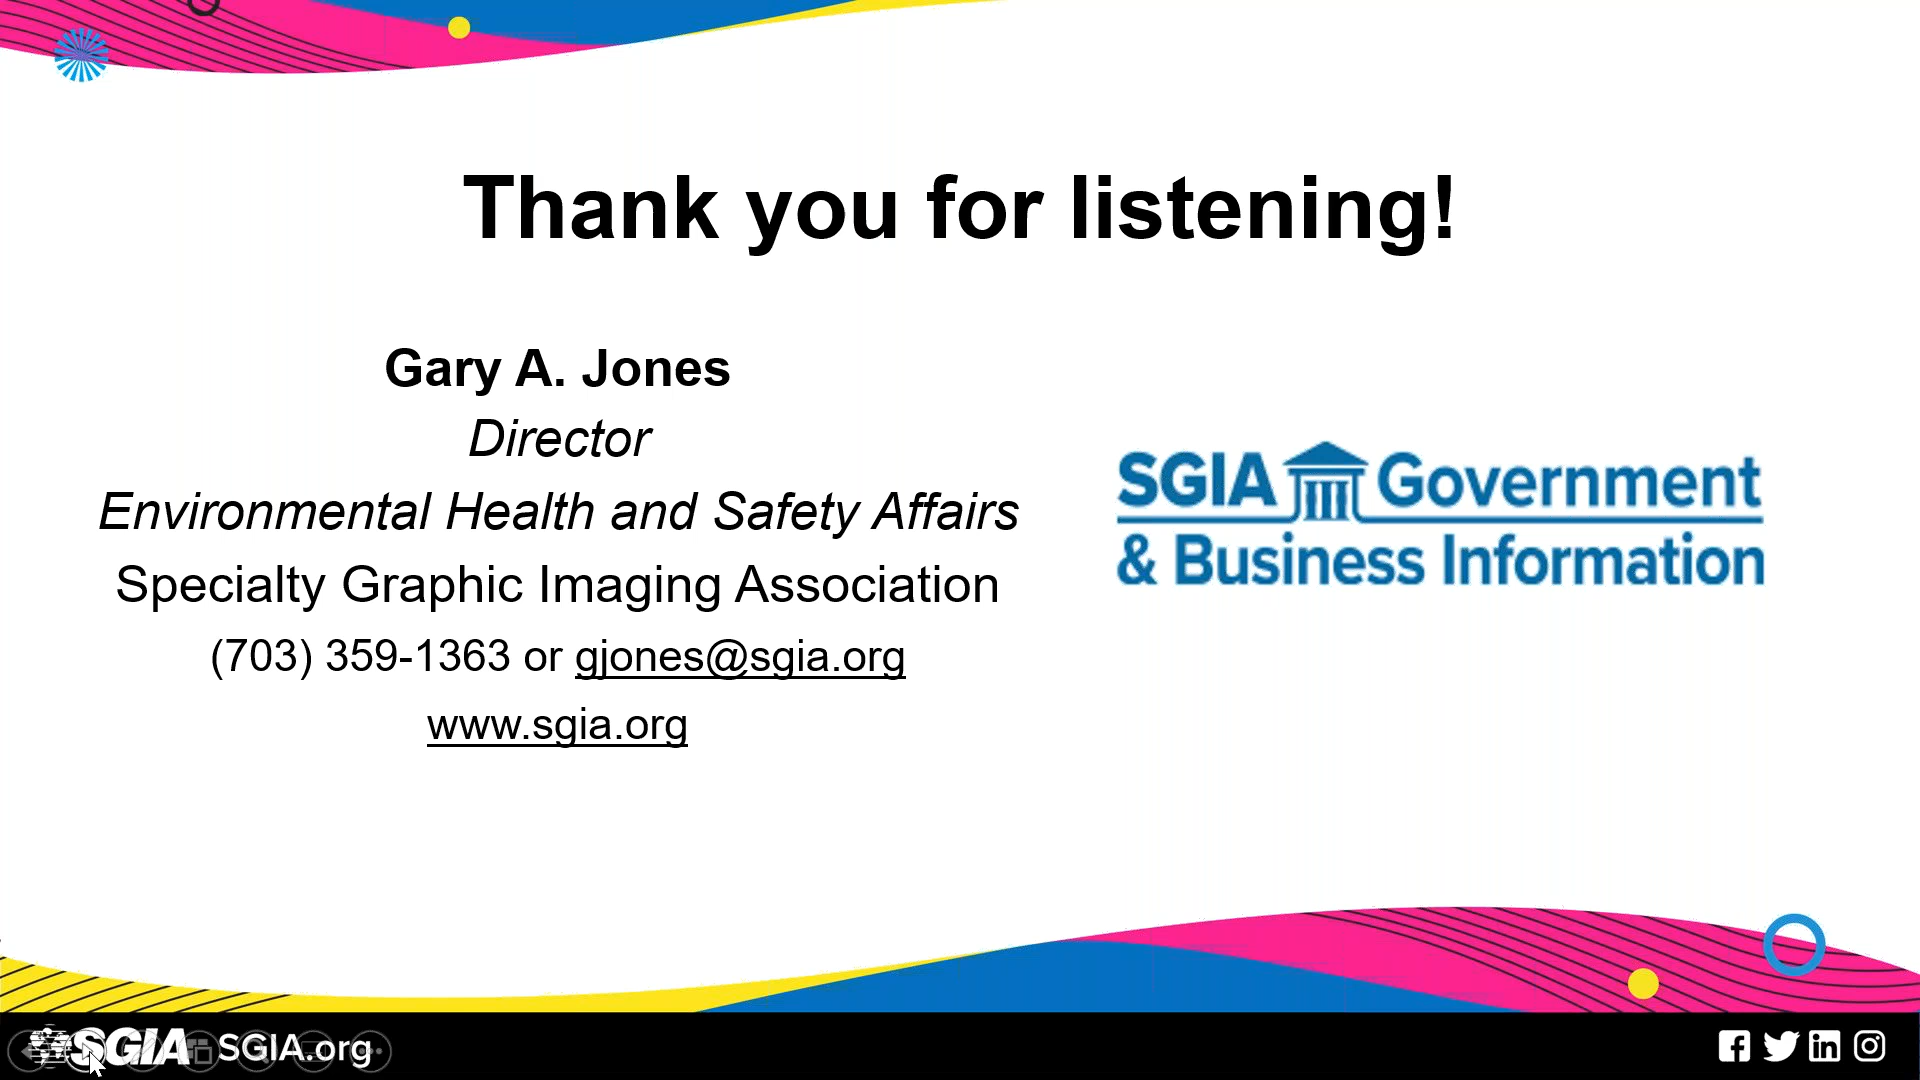 Thank you for listening!
Gary A. Jones
Director
Environmental Health and Safety Affairs
Specialty Graphic Imaging Association
(703) 359-1363 or gjones@sgia.org
www.sgia.org
SGIA Government
& Business Information
SGIA SGIA.org